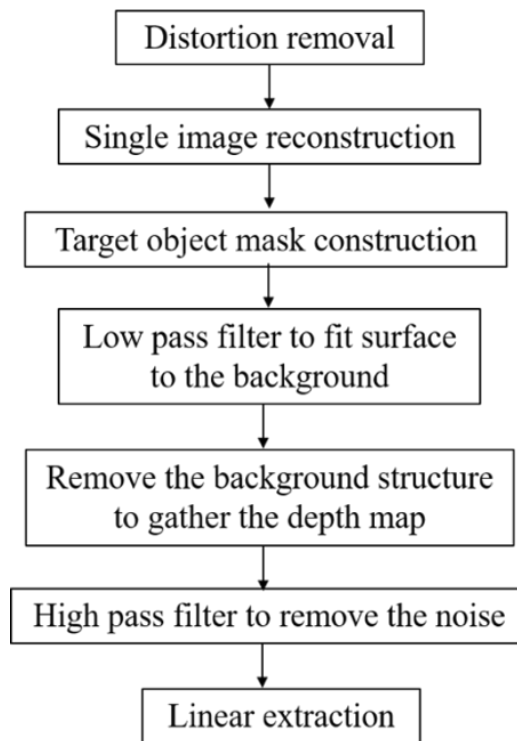 Distortion removal
Single image reconstruction
Target object mask construction
Low pass filter to fit surface
to the background
Remove the background structure
to gather the depth map
High pass filter to remove the noise
Linear extraction